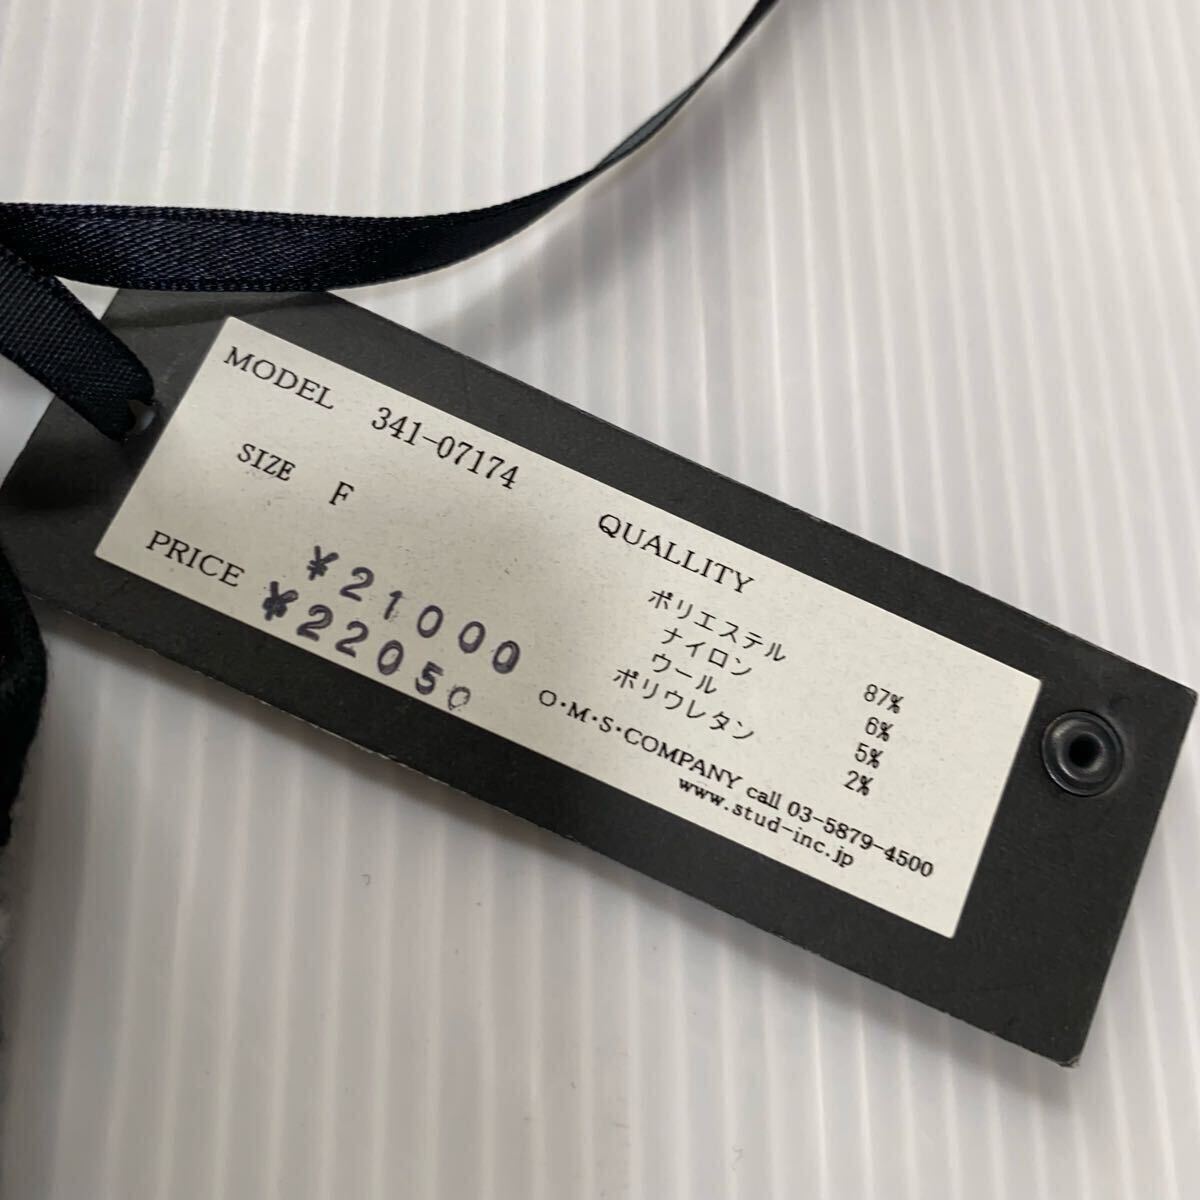 MODEL 341-07174
SIZE F
PRICE ¥21000
¥22050
QUALLITY
ポリエステル 87%
ナイロン 6%
ウール 5%
ポリウレタン 2%
O･M･S･COMPANY call 03-5879-4500
www.stud-inc.jp